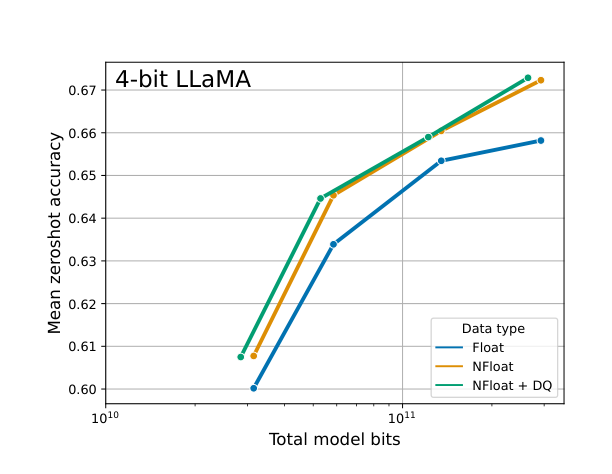 4-bit LLaMA
Mean zeroshot accuracy
0.67
0.66
0.65
0.64
0.63
0.62
0.61
0.60
10^10
10^11
Total model bits
Data type
Float
NFloat
NFloat + DQ